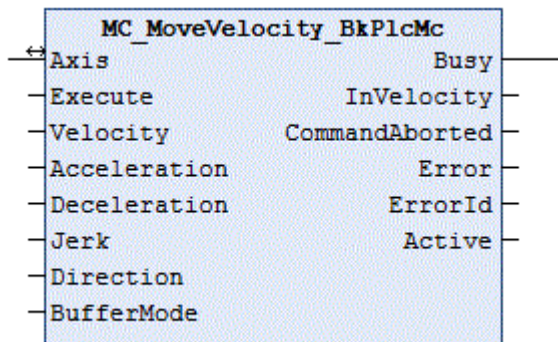 MC_MoveVelocity_BkPlcMc
Axis Busy
Execute InVelocity
Velocity CommandAborted
Acceleration Error
Deceleration ErrorId
Jerk Active
Direction
BufferMode